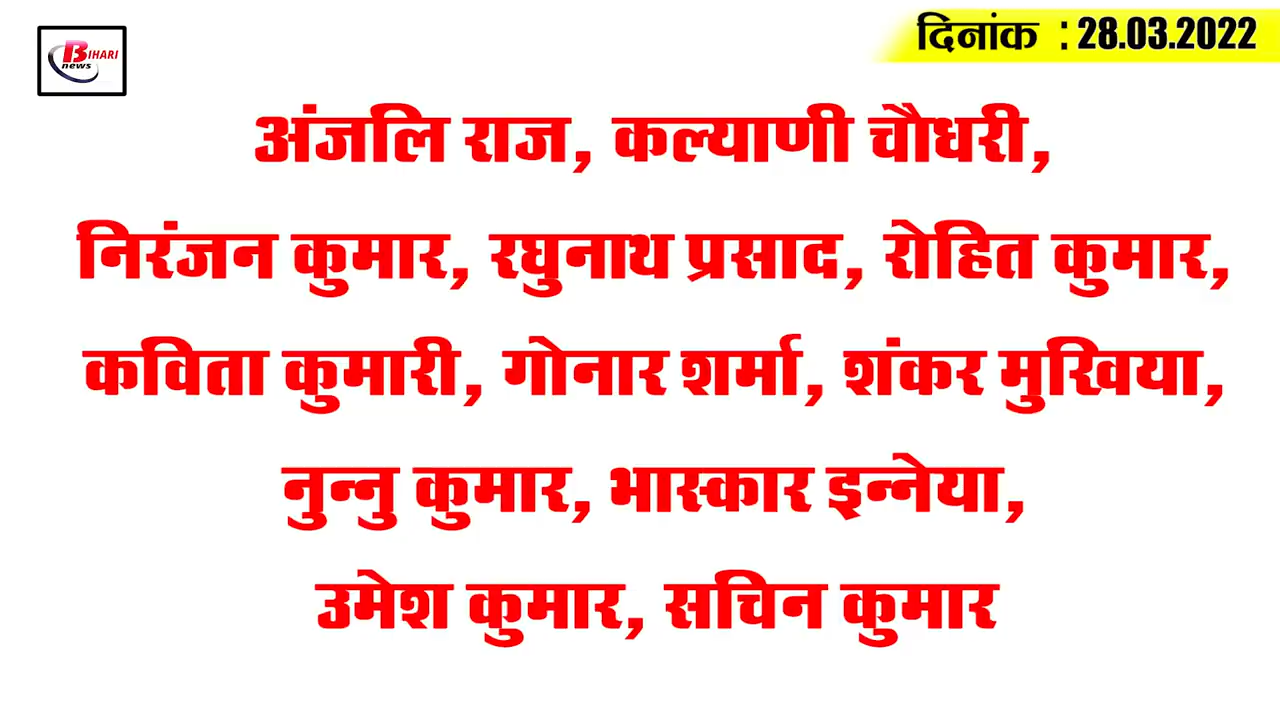 BIHARI
news
दिनांक : 28.03.2022
अंजलि राज, कल्याणी चौधरी,
निरंजन कुमार, रघुनाथ प्रसाद, रोहित कुमार,
कविता कुमारी, गोनार शर्मा, शंकर मुखिया,
नुन्नु कुमार, भास्कार इन्नेया,
उमेश कुमार, सचिन कुमार